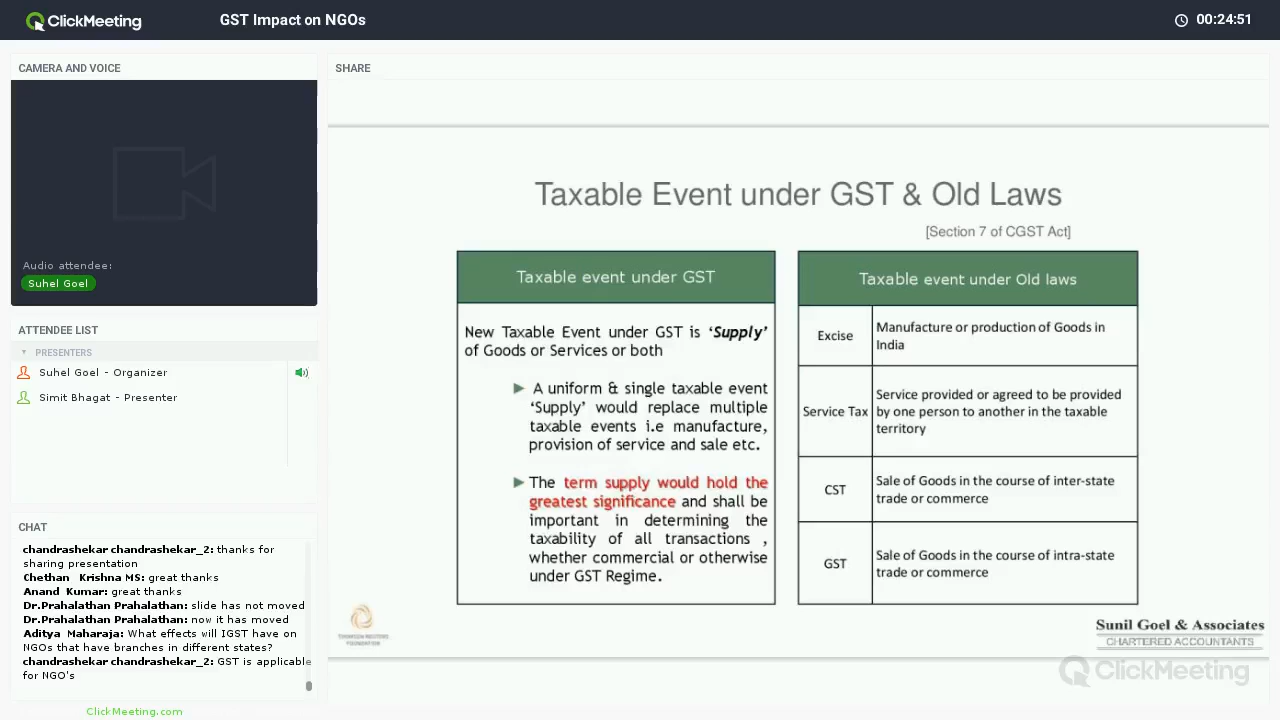 ClickMeeting
GST Impact on NGOs
00:24:51
CAMERA AND VOICE
Audio attendee:
Suhel Goel
ATTENDEE LIST
PRESENTERS
Suhel Goel - Organizer
Simit Bhagat - Presenter
CHAT
chandrashekar chandrashekar_2: thanks for
sharing presentation
Chethan Krishna MS: great thanks
Anand Kumar: great thanks
Dr.Prahalathan Prahalathan: slide has not moved
Dr.Prahalathan Prahalathan: now it has moved
Aditya Maharaja: What effects will IGST have on
NGOs that have branches in different states?
chandrashekar chandrashekar_2: GST is applicable
for NGO's
ClickMeeting.com
SHARE
Taxable Event under GST & Old Laws
[Section 7 of CGST Act]
Taxable event under GST
New Taxable Event under GST is ‘Supply’
of Goods or Services or both
A uniform & single taxable event
‘Supply’ would replace multiple
taxable events i.e manufacture,
provision of service and sale etc.
The term supply would hold the
greatest significance and shall be
important in determining the
taxability of all transactions ,
whether commercial or otherwise
under GST Regime.
Taxable event under Old laws
Excise
Manufacture or production of Goods in
India
Service Tax
Service provided or agreed to be provided
by one person to another in the taxable
territory
CST
Sale of Goods in the course of inter-state
trade or commerce
GST
Sale of Goods in the course of intra-state
trade or commerce
THOMSON REUTERS
FOUNDATION
Sunil Goel & Associates
CHARTERED ACCOUNTANTS
ClickMeeting